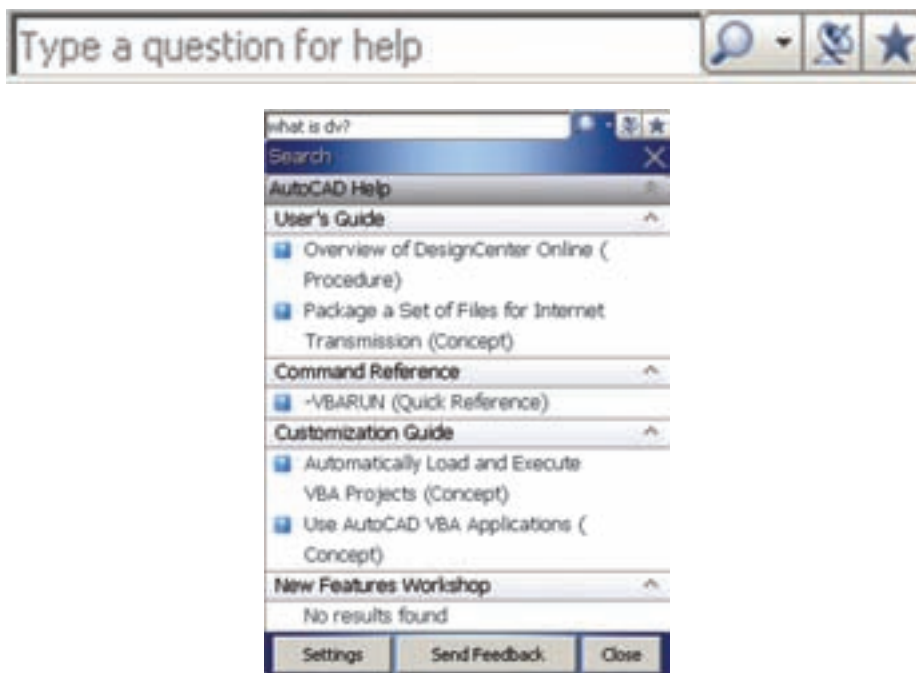 Type a question for help
what is dv?
Search
AutoCAD Help
User's Guide
Overview of DesignCenter Online (
Procedure)
Package a Set of Files for Internet
Transmission (Concept)
Command Reference
-VBARUN (Quick Reference)
Customization Guide
Automatically Load and Execute
VBA Projects (Concept)
Use AutoCAD VBA Applications (
Concept)
New Features Workshop
No results found
Settings Send Feedback Close